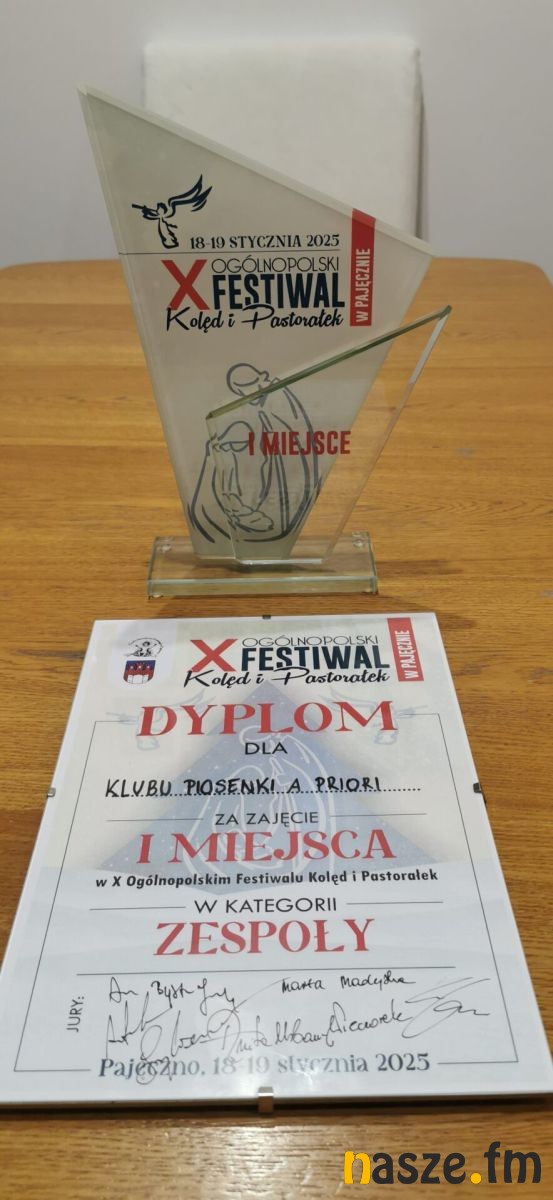 18-19 STYCZNIA 2025
X OGÓLNOPOLSKI
FESTIWAL
Kolęd i Pastorałek
W PAJĘCZNIE
I MIEJSCE
X OGÓLNOPOLSKI
FESTIWAL
Kolęd i Pastorałek
W PAJĘCZNIE
DYPLOM
DLA
KLUBU PIOSENKI A PRIORI
ZA ZAJĘCIE
I MIEJSCA
w X Ogólnopolskim Festiwalu Kolęd i Pastorałek
W KATEGORII
ZESPOŁY
JURY:
Marta
Pajęczno, 18-19 stycznia 2025
nasze.fm